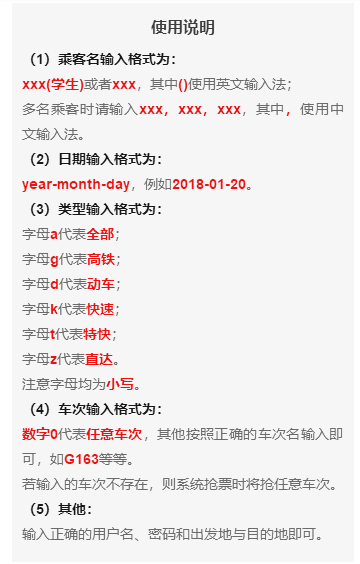 使用说明
（1）乘客名输入格式为：
xxx(学生)或者xxx，其中()使用英文输入法；
多名乘客时请输入xxx，xxx，xxx，其中，使用中
文输入法。
（2）日期输入格式为：
year-month-day，例如2018-01-20。
（3）类型输入格式为：
字母a代表全部；
字母g代表高铁；
字母d代表动车；
字母k代表快速；
字母t代表特快；
字母z代表直达。
注意字母均为小写。
（4）车次输入格式为：
数字0代表任意车次，其他按照正确的车次名输入即
可，如G163等等。
若输入的车次不存在，则系统抢票时将抢任意车次。
（5）其他：
输入正确的用户名、密码和出发地与目的地即可。